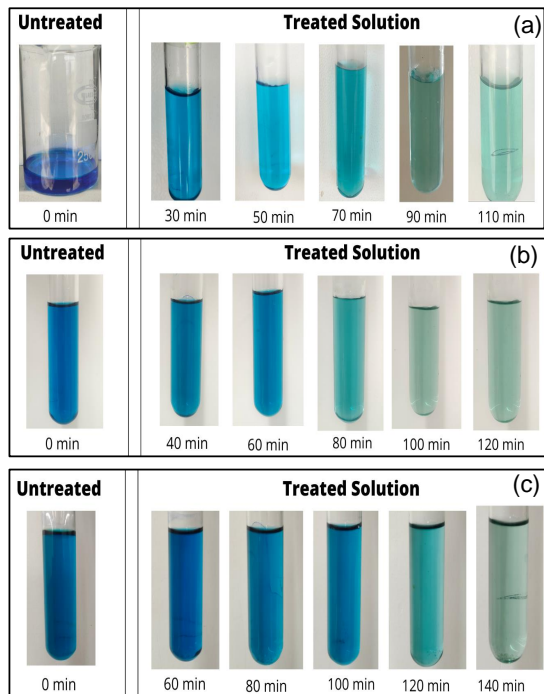 Untreated
Treated Solution
(a)
250
0 min
30 min
50 min
70 min
90 min
110 min
Untreated
Treated Solution
(b)
0 min
40 min
60 min
80 min
100 min
120 min
Untreated
Treated Solution
(c)
0 min
60 min
80 min
100 min
120 min
140 min